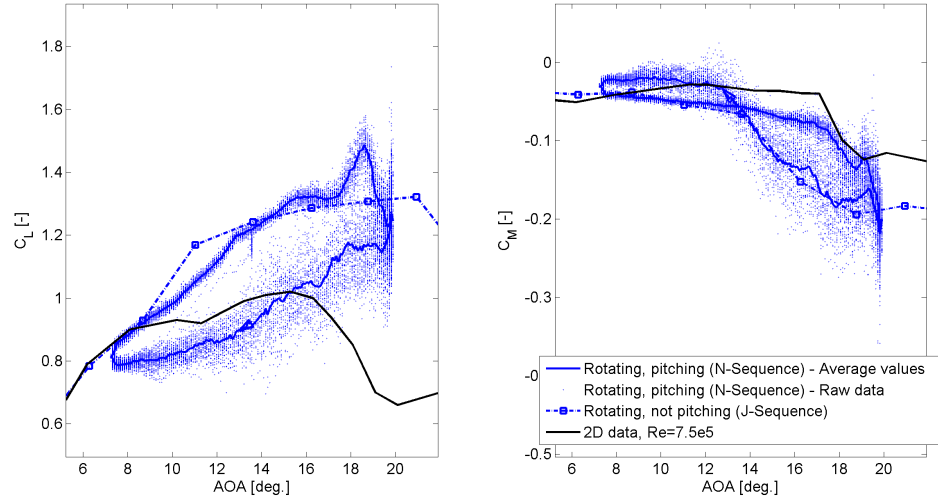 1.8
1.6
1.4
1.2
1
0.8
0.6
C_L [-]
6 8 10 12 14 16 18 20
AOA [deg.]
0
-0.1
-0.2
-0.3
-0
-0.5
C_M [-]
6 8 10 12 14 16 18 20
AOA [deg.]
Rotating, pitching (N-Sequence) - Average values
Rotating, pitching (N-Sequence) - Raw data
Rotating, not pitching (J-Sequence)
2D data, Re=7.5e5